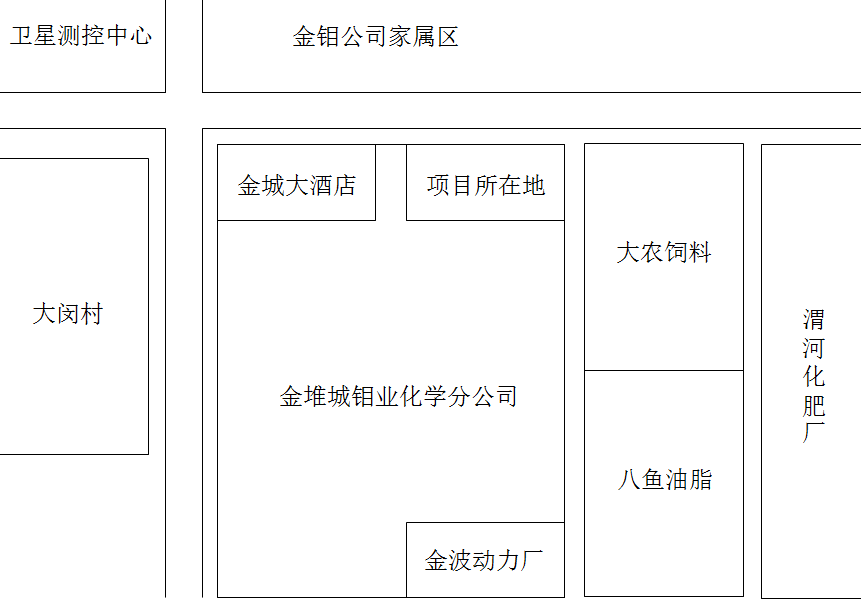 卫星测控中心
金钼公司家属区
金城大酒店
项目所在地
大农饲料
大闵村
渭河化肥厂
金堆城钼业化学分公司
八鱼油脂
金波动力厂